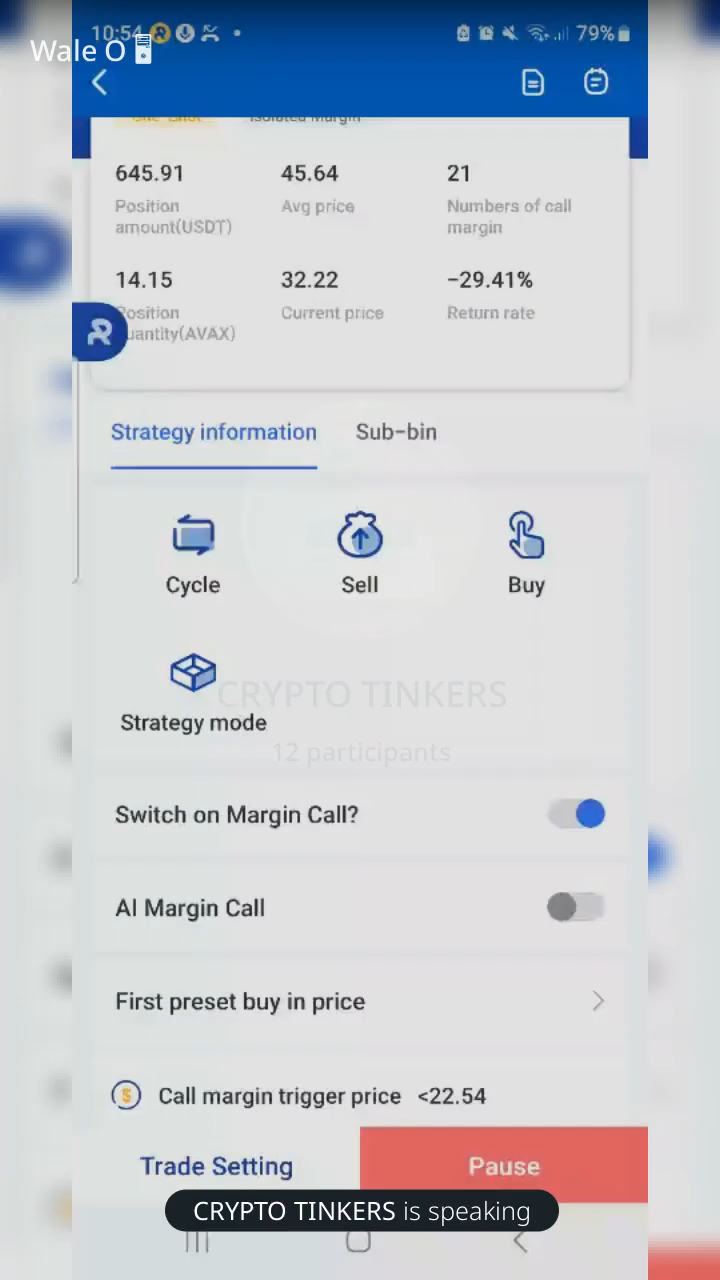 10:54
79%
Wale O
Isolated Margin
645.91
45.64
21
Position
amount(USDT)
Avg price
Numbers of call
margin
14.15
32.22
-29.41%
Position
uantity(AVAX)
Current price
Return rate
Strategy information
Sub-bin
Cycle
Sell
Buy
Strategy mode
CRYPTO TINKERS
12 participants
Switch on Margin Call?
AI Margin Call
First preset buy in price
Call margin trigger price <22.54
Trade Setting
Pause
CRYPTO TINKERS is speaking